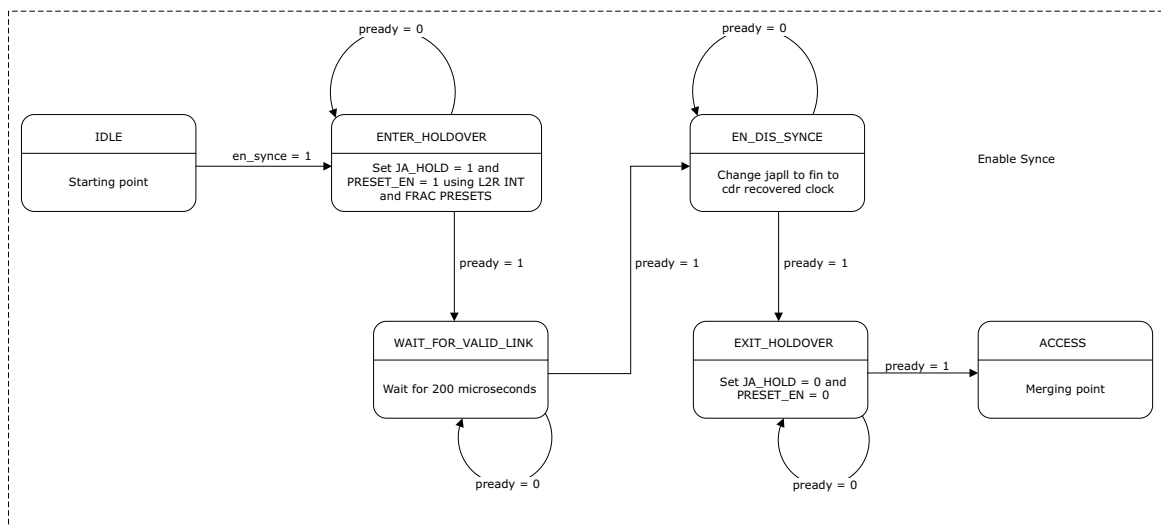 pready = 0
pready = 0
IDLE
Starting point
en_synce = 1
ENTER_HOLDOVER
Set JA_HOLD = 1 and
PRESET_EN = 1 using L2R INT
and FRAC PRESETS
EN_DIS_SYNCE
Change japll to fin to
cdr recovered clock
Enable Synce
pready = 1
pready = 1
pready = 1
WAIT_FOR_VALID_LINK
Wait for 200 microseconds
EXIT_HOLDOVER
Set JA_HOLD = 0 and
PRESET_EN = 0
pready = 1
ACCESS
Merging point
pready = 0
pready = 0